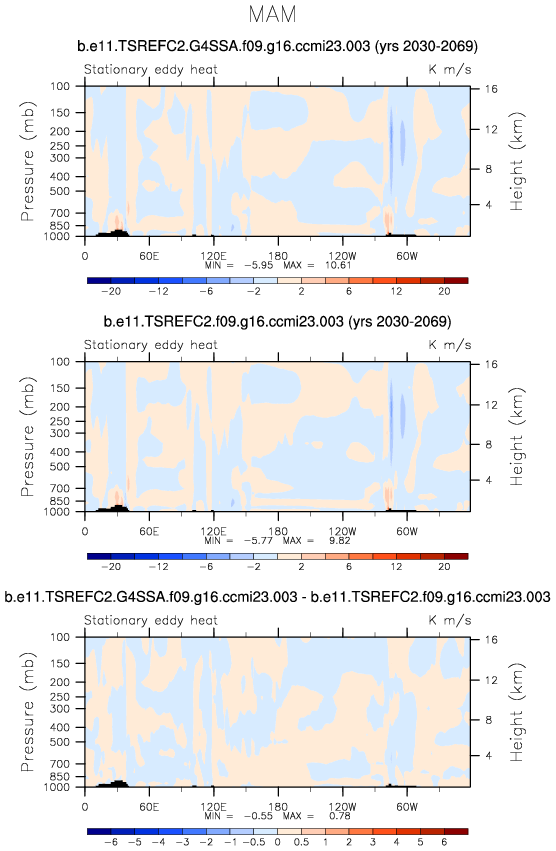 MAM
b.e11.TSREFC2.G4SSA.f09.g16.ccmi23.003 (yrs 2030-2069)
Stationary eddy heat K m/s
Pressure (mb)
100
150
200
250
300
400
500
700
850
1000
16
12
8
4
Height (km)
0 60E 120E 180 120W 60W
MIN = -5.95 MAX = 10.61
-20 -12 -6 -2 2 6 12 20
b.e11.TSREFC2.f09.g16.ccmi23.003 (yrs 2030-2069)
Stationary eddy heat K m/s
Pressure (mb)
100
150
200
250
300
400
500
700
850
1000
16
12
8
4
Height (km)
0 60E 120E 180 120W 60W
MIN = -5.77 MAX = 9.82
-20 -12 -6 -2 2 6 12 20
b.e11.TSREFC2.G4SSA.f09.g16.ccmi23.003 - b.e11.TSREFC2.f09.g16.ccmi23.003
Stationary eddy heat K m/s
Pressure (mb)
100
150
200
250
300
400
500
700
850
1000
16
12
8
4
Height (km)
0 60E 120E 180 120W 60W
MIN = -0.55 MAX = 0.78
-6 -5 -4 -3 -2 -1 -0.5 0 0.5 1 2 3 4 5 6